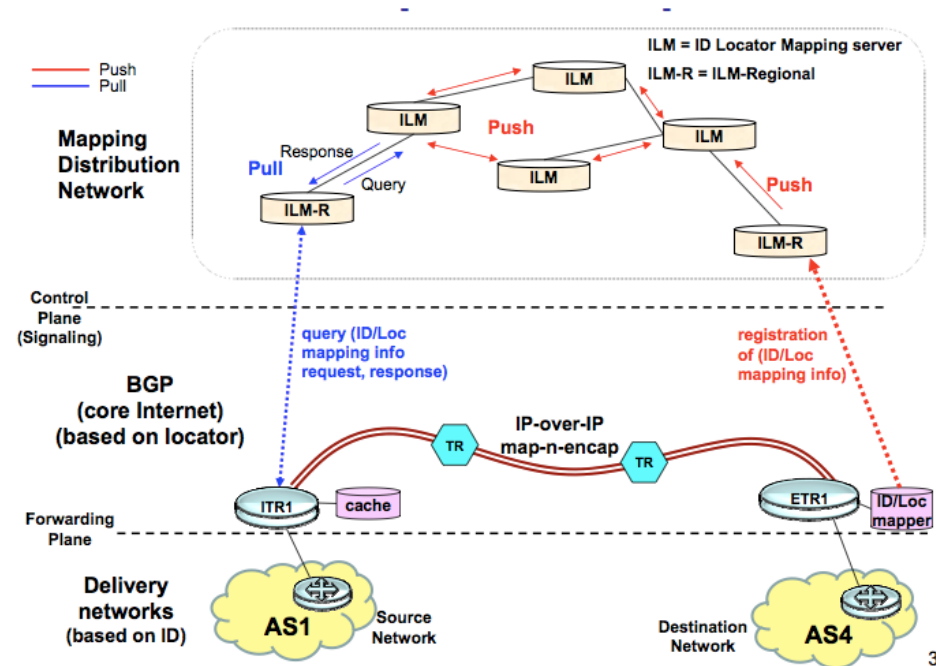 ILM = ID Locator Mapping server
ILM-R = ILM-Regional
Push
Pull
Mapping
Distribution
Network
ILM
ILM
ILM
ILM
Push
Response
Pull
Query
Push
ILM-R
ILM-R
Control
Plane
(Signaling)
query (ID/Loc
mapping info
request, response)
registration
of (ID/Loc
mapping info)
BGP
(core Internet)
(based on locator)
IP-over-IP
map-n-encap
TR
TR
ITR1
cache
ETR1
ID/Loc
mapper
Forwarding
Plane
Delivery
networks
(based on ID)
AS1
Source
Network
Destination
Network
AS4
3